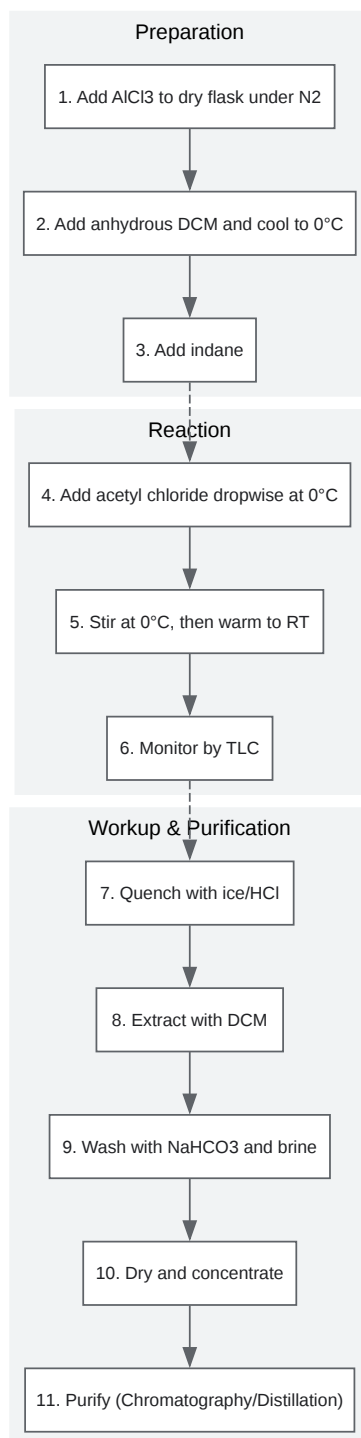 Preparation
1. Add AlCl3 to dry flask under N2
2. Add anhydrous DCM and cool to 0°C
3. Add indane
Reaction
4. Add acetyl chloride dropwise at 0°C
5. Stir at 0°C, then warm to RT
6. Monitor by TLC
Workup & Purification
7. Quench with ice/HCl
8. Extract with DCM
9. Wash with NaHCO3 and brine
10. Dry and concentrate
11. Purify (Chromatography/Distillation)